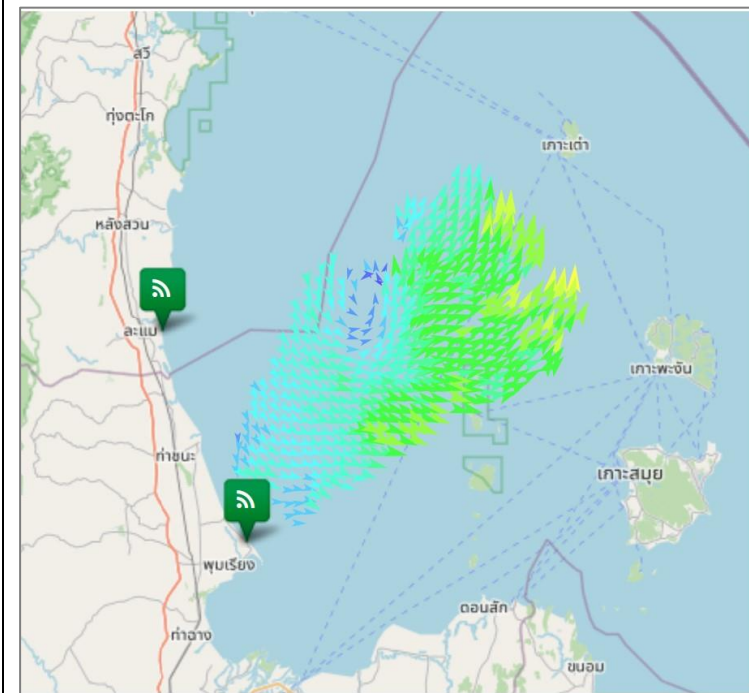 สวี
ทุ่งตะโก
เกาะเต่า
หลังสวน
ละแม
เกาะพะงัน
ท่าชนะ
เกาะสมุย
พุมเรียง
ดอนสัก
ท่าฉาง
ขนอม